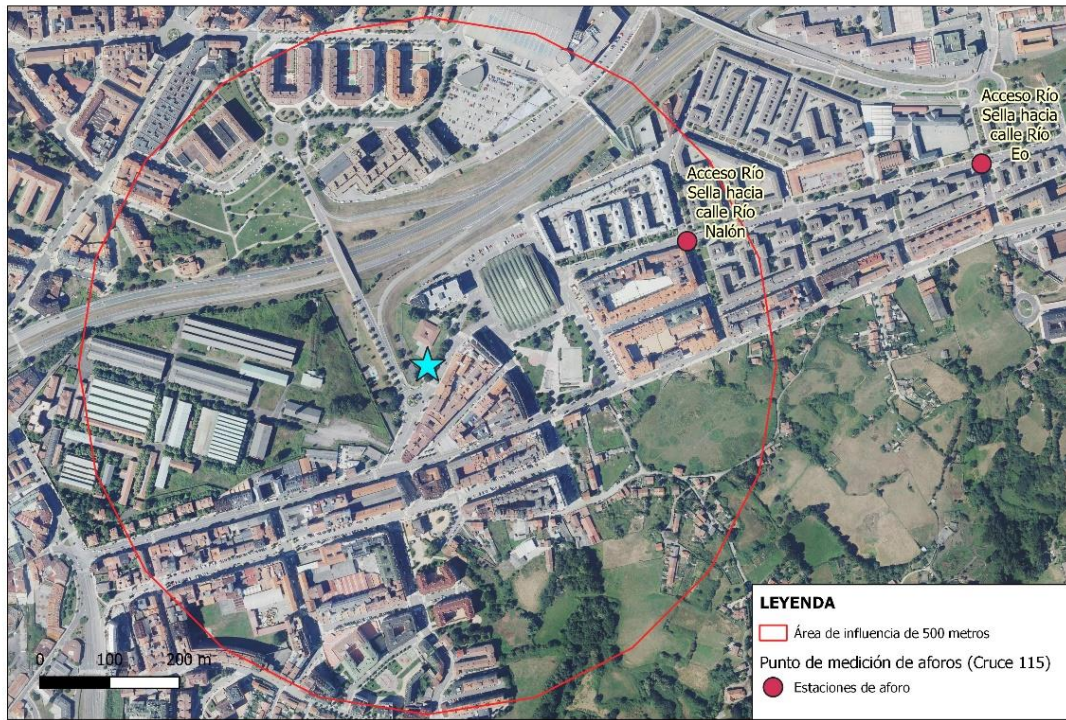 Acceso Río
Sella hacia
calle Río
Eo
Acceso Río
Sella hacia
calle Río
Nalón
LEYENDA
Área de influencia de 500 metros
Punto de medición de aforos (Cruce 115)
Estaciones de aforo
0 100 200 m